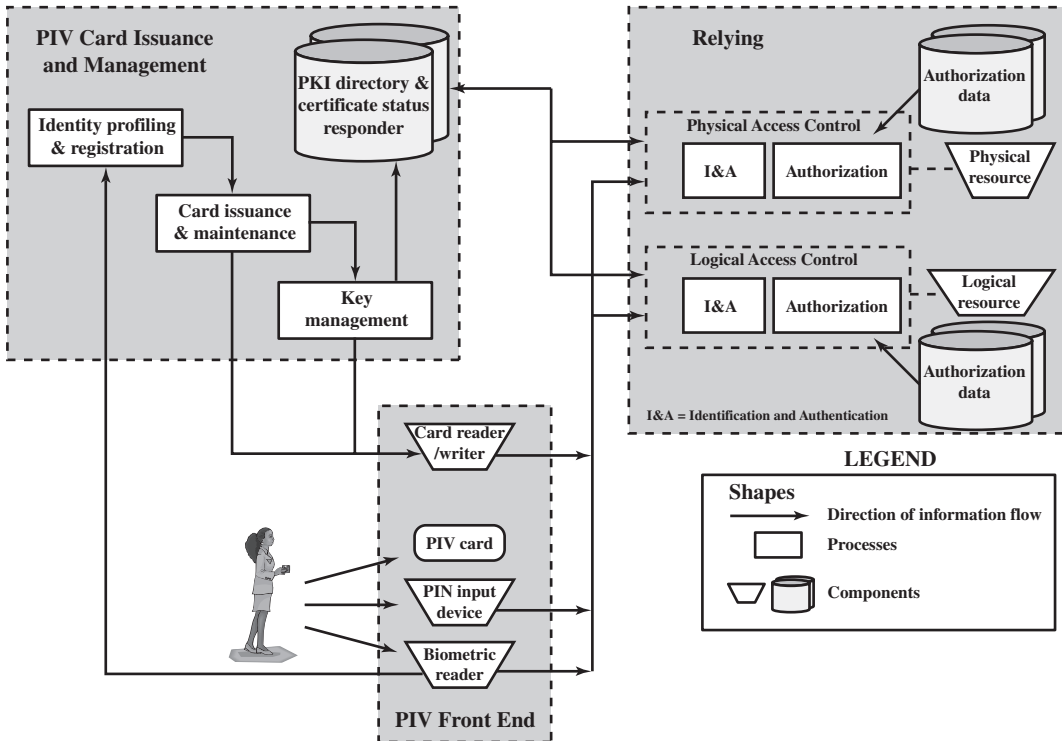 PIV Card Issuance
and Management
PKI directory &
certificate status
responder
Identity profiling
& registration
Card issuance
& maintenance
Key
management
Relying
Authorization
data
Physical Access Control
I&A
Authorization
Physical
resource
Logical Access Control
I&A
Authorization
Logical
resource
Authorization
data
I&A = Identification and Authentication
Card reader
/writer
PIV card
PIN input
device
Biometric
reader
PIV Front End
LEGEND
Shapes
Direction of information flow
Processes
Components